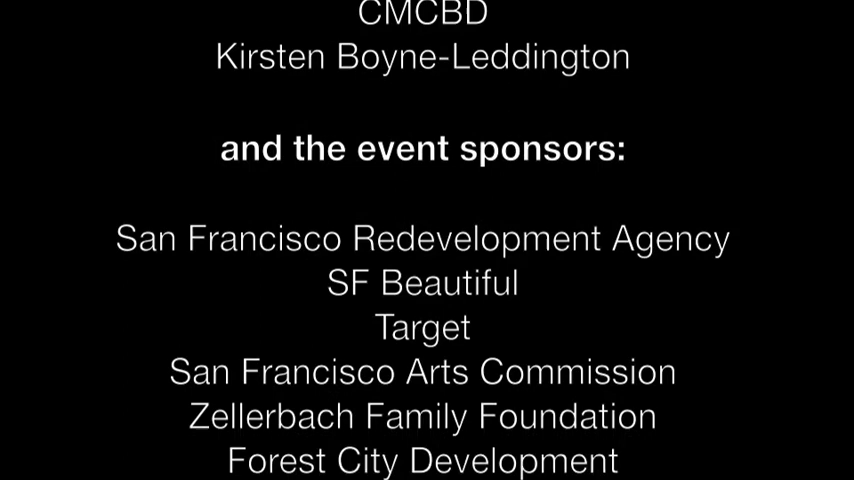 CMCBD
Kirsten Boyne-Leddington
and the event sponsors:
San Francisco Redevelopment Agency
SF Beautiful
Target
San Francisco Arts Commission
Zellerbach Family Foundation
Forest City Development